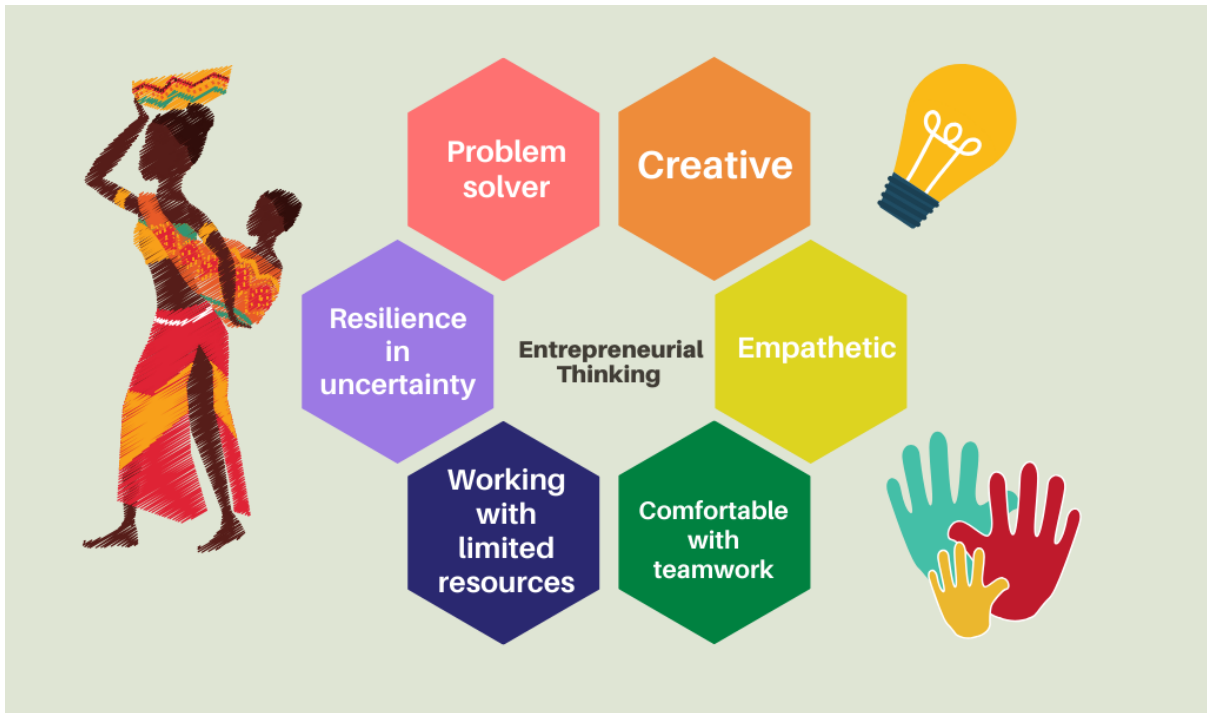 Problem
solver
Creative
Resilience
in
uncertainty
Entrepreneurial
Thinking
Empathetic
Working
with
limited
resources
Comfortable
with
teamwork